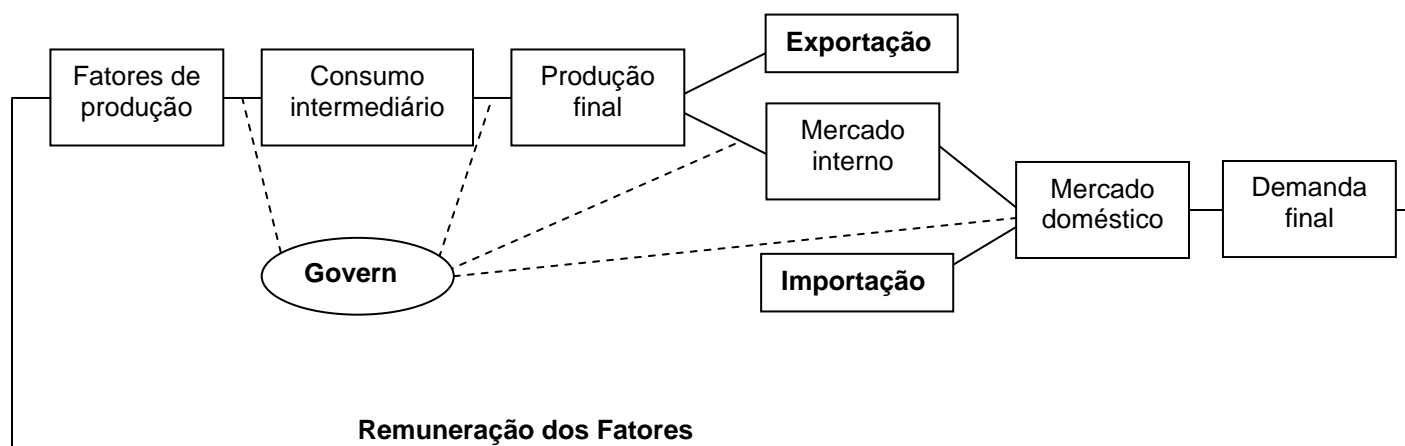 Fatores de
produção
Consumo
intermediário
Produção
final
Exportação
Mercado
interno
Mercado
doméstico
Demanda
final
Govern
Importação
Remuneração dos Fatores